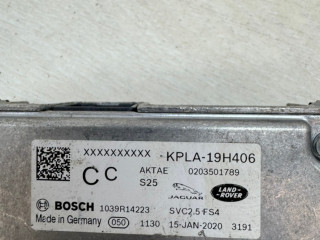 XXXXXXXXXX KPLA-19H406
CC AKTAE 0203501789
S25
JAGUAR LAND-ROVER
BOSCH 1039R14223 SVC2.5 FS4
Made in Germany 050 1130 15-JAN-2020 3191